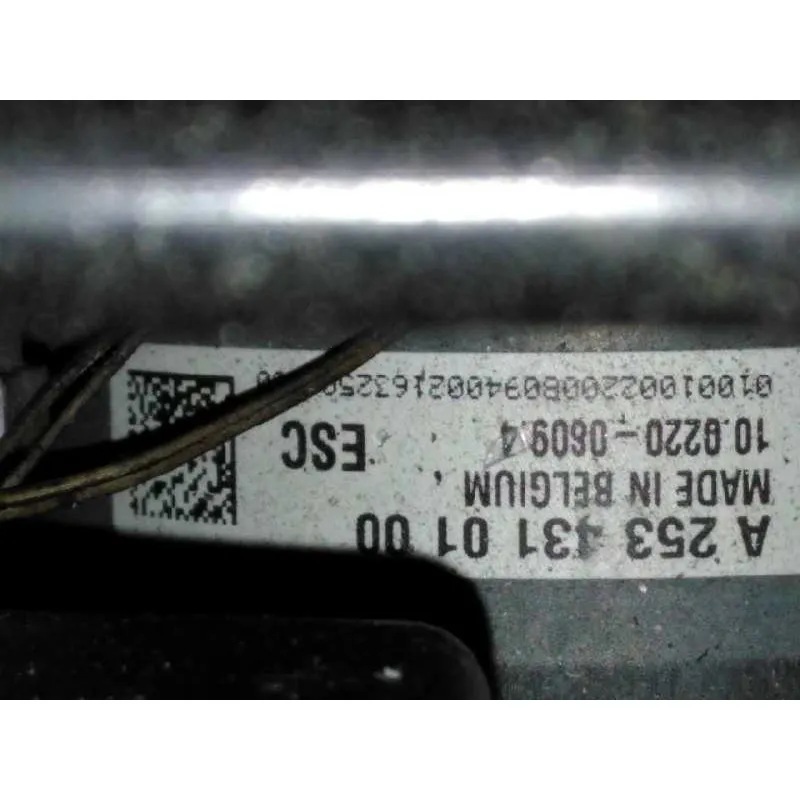 A 253 431 01 00
MADE IN BELGIUM
10.0220-0609.4 ESC